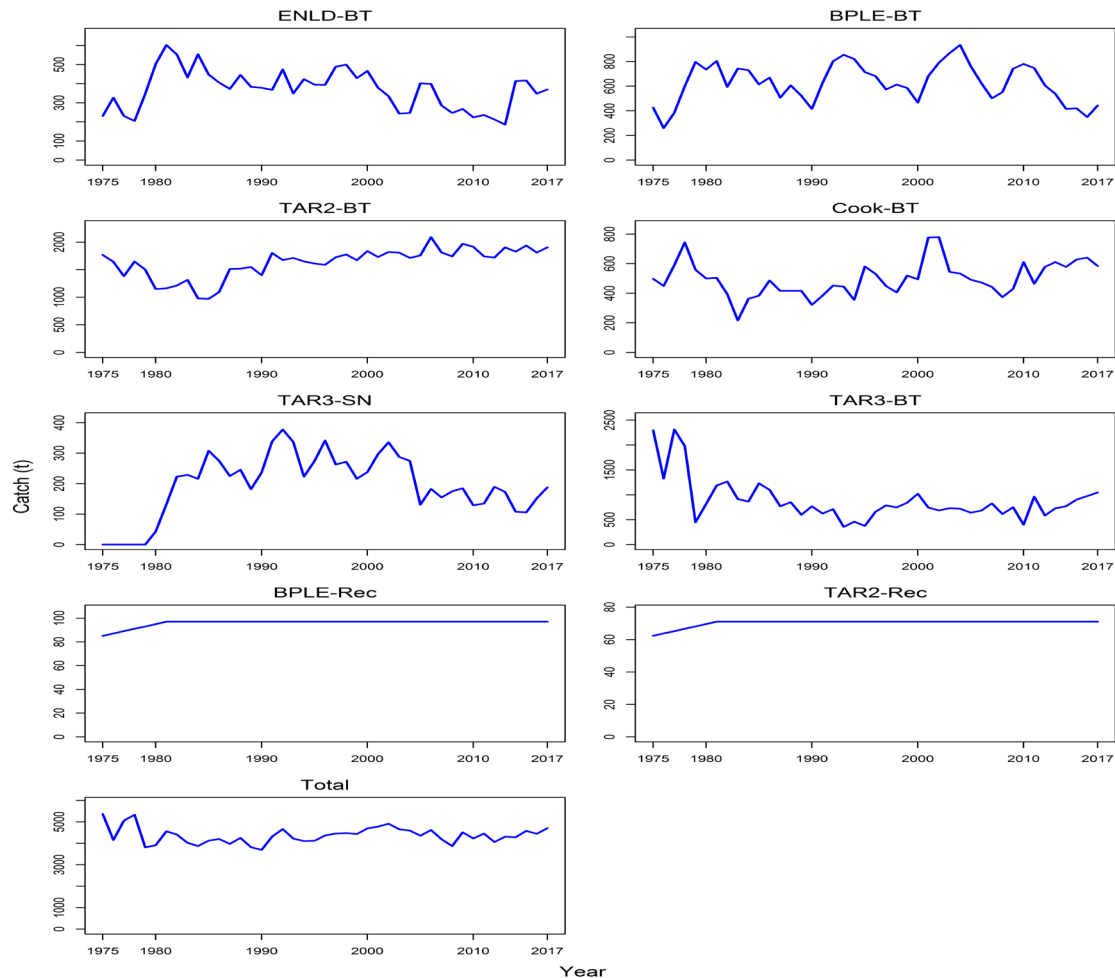 ENLD-BT
0 100 300 500
1975 1980 1990 2000 2010 2017
BPLE-BT
0 200 400 600 800
1975 1980 1990 2000 2010 2017
TAR2-BT
0 500 1000 2000
1975 1980 1990 2000 2010 2017
Cook-BT
0 200 400 600 800
1975 1980 1990 2000 2010 2017
TAR3-SN
0 100 200 300 400
1975 1980 1990 2000 2010 2017
TAR3-BT
0 500 1000 2500
1975 1980 1990 2000 2010 2017
BPLE-Rec
0 20 40 60 80 100
1975 1980 1990 2000 2010 2017
TAR2-Rec
0 20 40 60 80
1975 1980 1990 2000 2010 2017
Total
0 1000 3000 5000
1975 1980 1990 2000 2010 2017
Catch (t)
Year